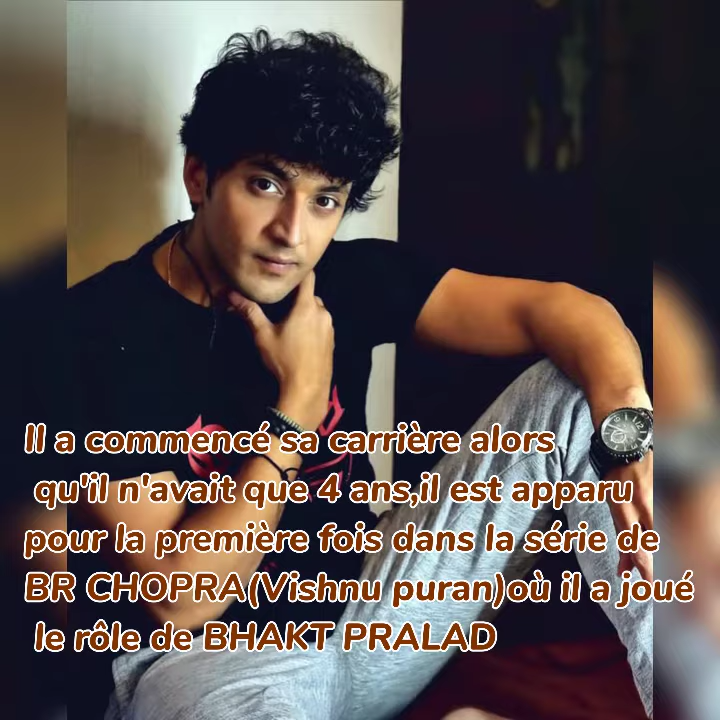 Il a commencé sa carrière alors
qu'il n'avait que 4 ans,il est apparu
pour la première fois dans la série de
BR CHOPRA(Vishnu puran)où il a joué
le rôle de BHAKT PRALAD